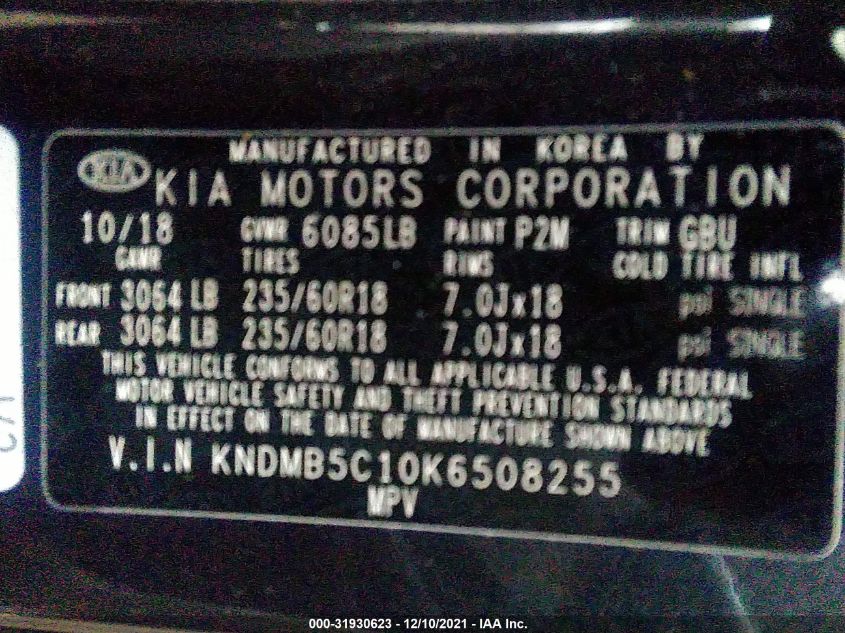 MANUFACTURED IN KOREA BY
KIA KIA MOTORS CORPORATION
10/18 GVWR 6085LB PAINT P2M TRIM GBU
GAWR TIRES RIMS COLD TIRE INFL
FRONT 3064 LB 235/60R18 7.0Jx18 psi SINGLE
REAR 3064 LB 235/60R18 7.0Jx18 psi SINGLE
THIS VEHICLE CONFORMS TO ALL APPLICABLE U.S.A. FEDERAL
MOTOR VEHICLE SAFETY AND THEFT PREVENTION STANDARDS
IN EFFECT ON THE DATE OF MANUFACTURE SHOWN ABOVE
V.I.N KNDMB5C10K6508255
MPV
000-31930623 - 12/10/2021 - IAA Inc.